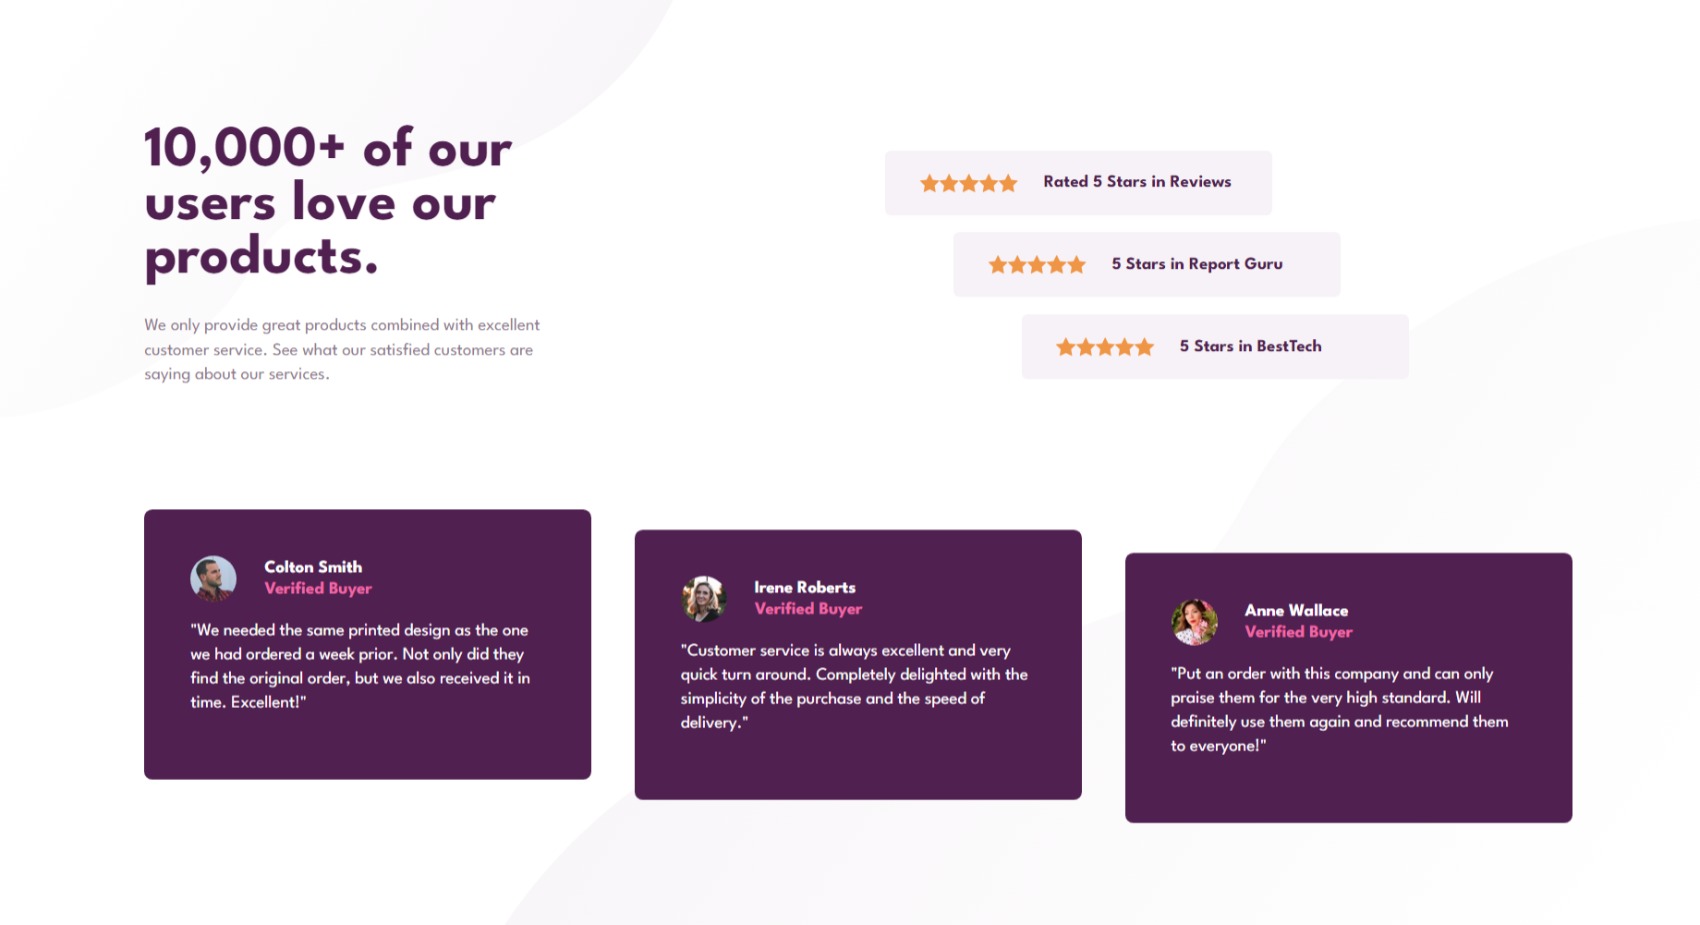 10,000+ of our
users love our
products.
We only provide great products combined with excellent
customer service. See what our satisfied customers are
saying about our services.
Rated 5 Stars in Reviews
5 Stars in Report Guru
5 Stars in BestTech
Colton Smith
Verified Buyer
"We needed the same printed design as the one
we had ordered a week prior. Not only did they
find the original order, but we also received it in
time. Excellent!"
Irene Roberts
Verified Buyer
"Customer service is always excellent and very
quick turn around. Completely delighted with the
simplicity of the purchase and the speed of
delivery."
Anne Wallace
Verified Buyer
"Put an order with this company and can only
praise them for the very high standard. Will
definitely use them again and recommend them
to everyone!"